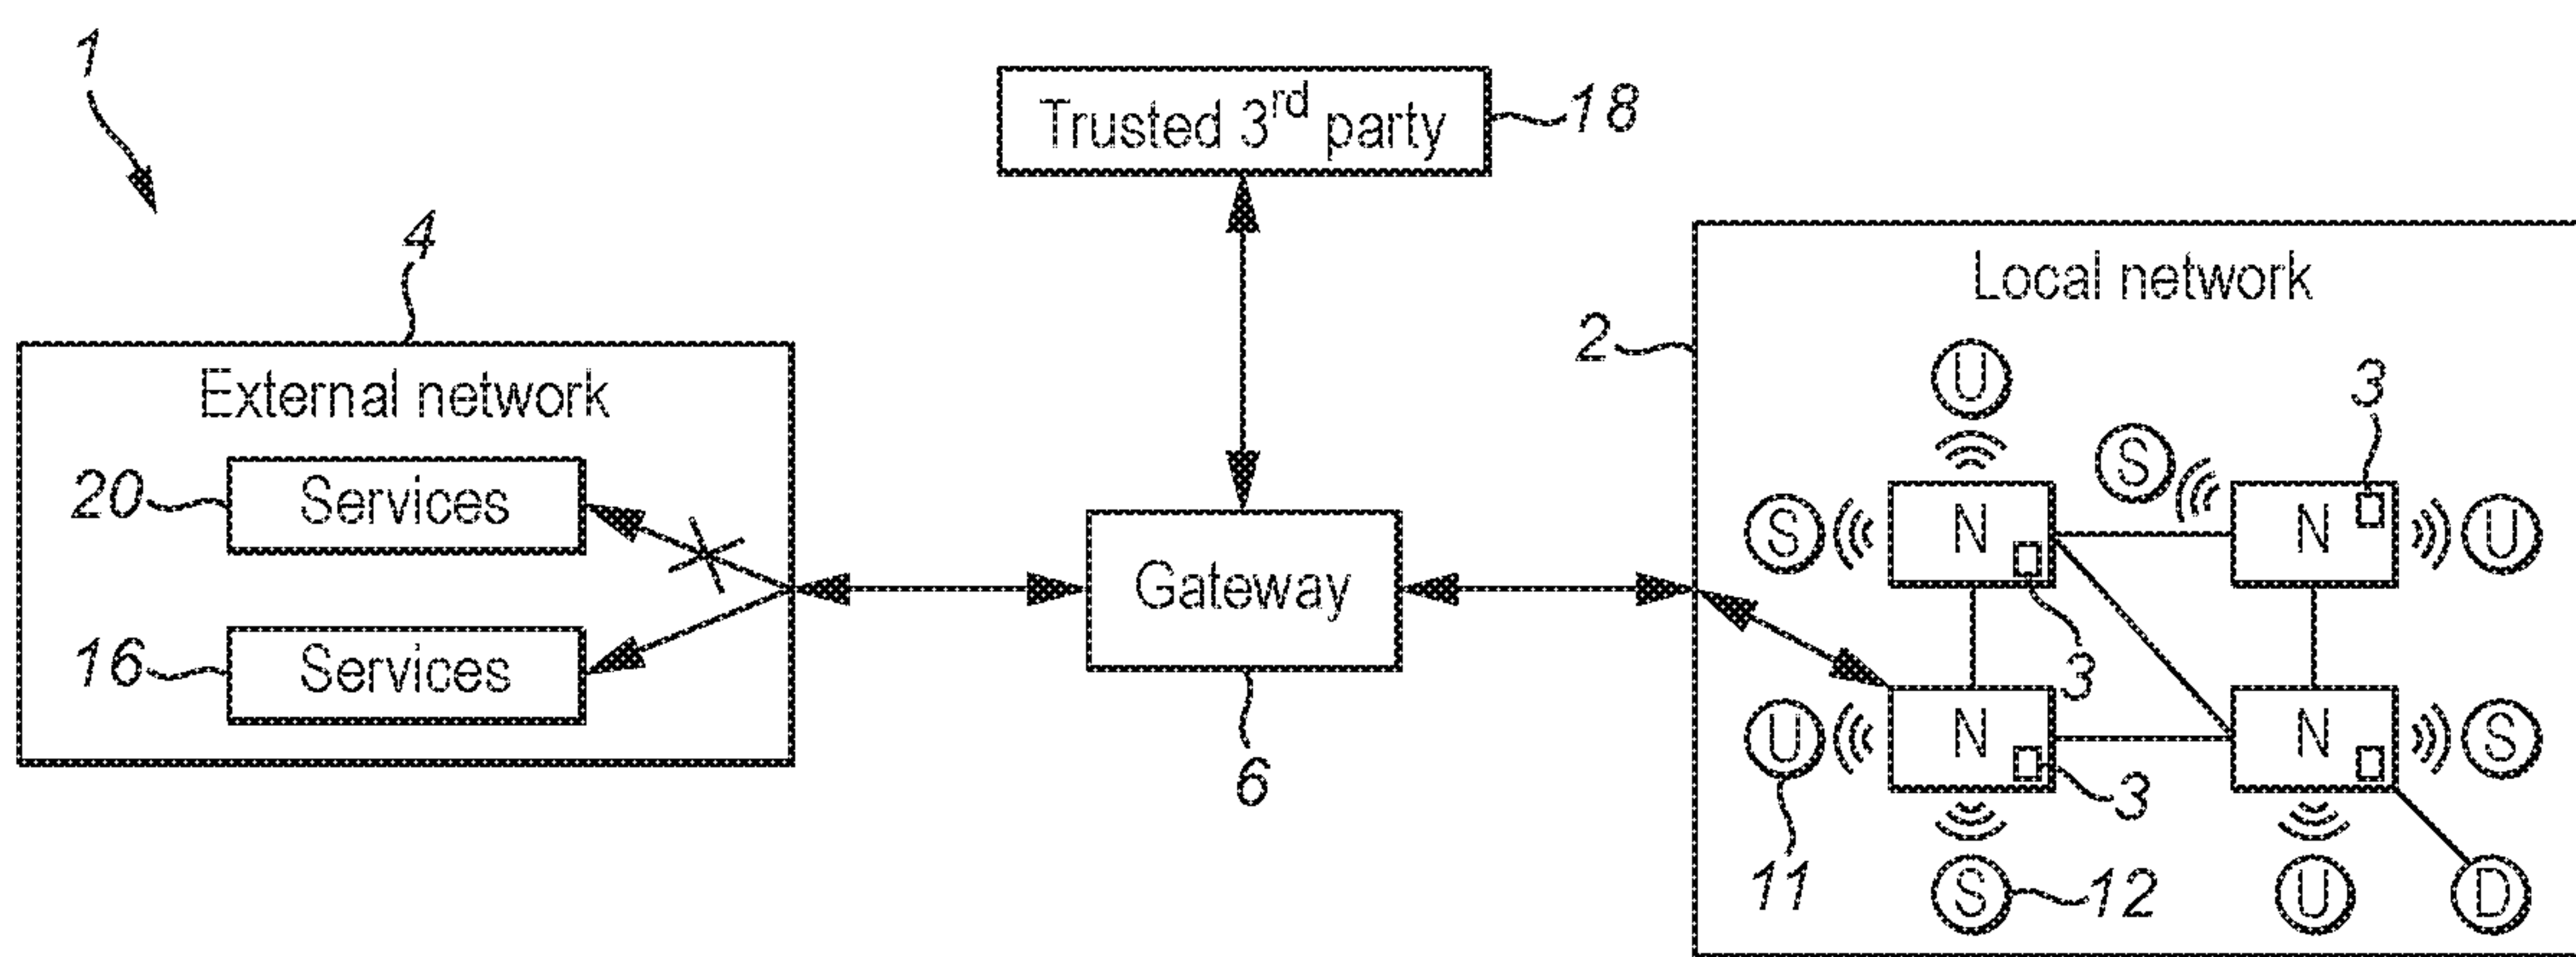 1
Trusted 3rd party
18
4
Local network
2
External network
U
3
S
20
Services
S
N
N
U
Gateway
16
Services
3
U
N
N
S
6
3
11
S
12
U
D